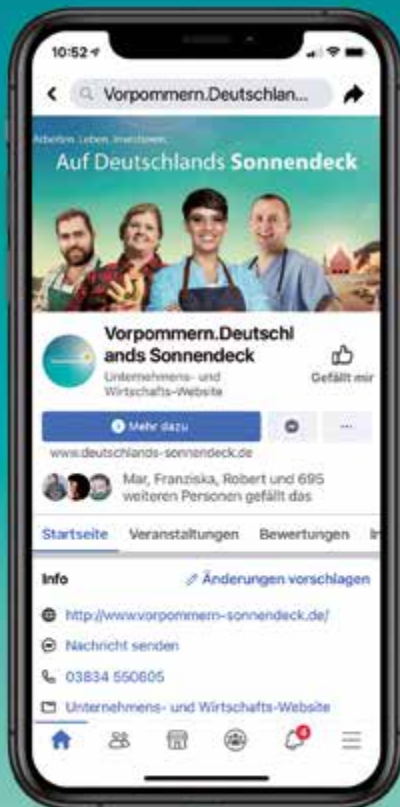 10:52
Vorpommern.Deutschlan...
Arbeiten. Leben. Investieren.
Auf Deutschlands Sonnendeck
Vorpommern.Deutschl
ands Sonnendeck
Unternehmens- und
Wirtschafts-Website
Gefällt mir
Mehr dazu
...
www.deutschlands-sonnendeck.de
Mar, Franziska, Robert und 695
weiteren Personen gefällt das
Startseite Veranstaltungen Bewertungen In
Info Änderungen vorschlagen
http://www.vorpommern-sonnendeck.de/
Nachricht senden
03834 550605
Unternehmens- und Wirtschafts-Website
4